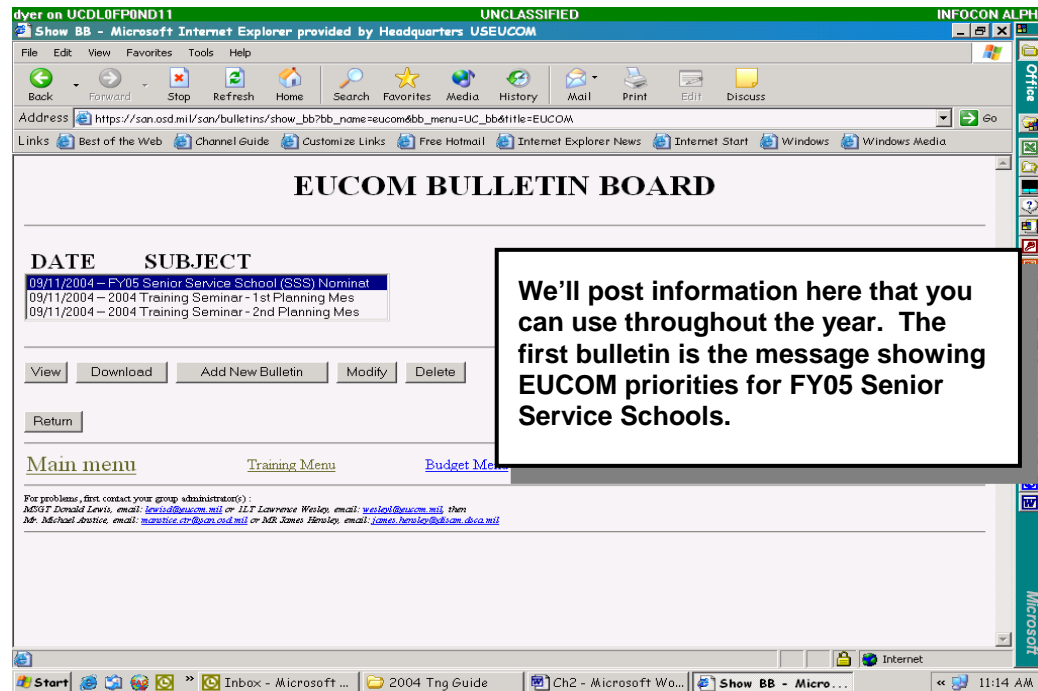 dyer on UCDL0FP0ND11 UNCLASSIFIED INFOCON ALPH
Show BB - Microsoft Internet Explorer provided by Headquarters USEUCOM
File Edit View Favorites Tools Help
Back Forward Stop Refresh Home Search Favorites Media History Mail Print Edit Discuss
Address https://san.osd.mil/san/bulletins/show_bb?bb_name=eucom&bb_menu=UC_bb&title=EUCOM Go
Links Best of the Web Channel Guide Customize Links Free Hotmail Internet Explorer News Internet Start Windows Windows Media
Office
EUCOM BULLETIN BOARD
DATE SUBJECT
09/11/2004 – FY05 Senior Service School (SSS) Nominat
09/11/2004 – 2004 Training Seminar - 1st Planning Mes
09/11/2004 – 2004 Training Seminar - 2nd Planning Mes
We'll post information here that you
can use throughout the year. The
first bulletin is the message showing
EUCOM priorities for FY05 Senior
Service Schools.
View Download Add New Bulletin Modify Delete
Return
Main menu Training Menu Budget Me
For problems, first contact your group administrator(s) :
MSGT Donald Lewis, email: lewisd@eucom.mil or 1LT Lawrence Wesley, email: wesleyl@eucom.mil, then
Mr. Michael Anstice, email: manstice.ctr@san.osd.mil or MR James Hensley, email: james.hensley@disam.dsca.mil
Microsoft
Internet
Start » Inbox - Microsoft ... 2004 Tng Guide Ch2 - Microsoft Wo... Show BB - Micro... « 11:14 AM